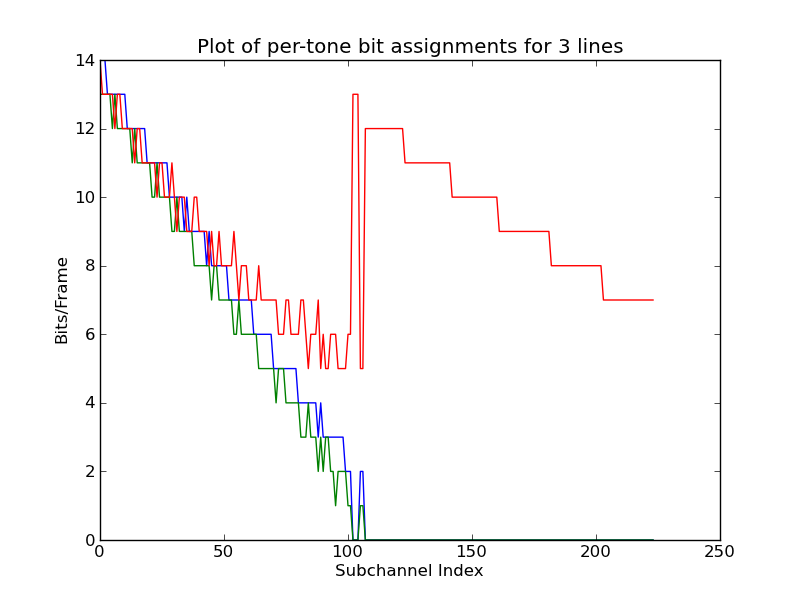 Plot of per-tone bit assignments for 3 lines
14
12
10
8
6
4
2
0
Bits/Frame
0 50 100 150 200 250
Subchannel Index